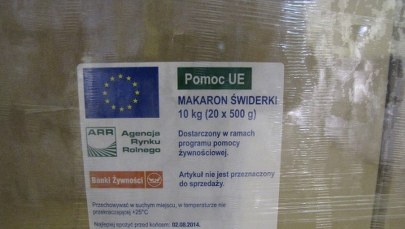 Pomoc UE
MAKARON ŚWIDERKI
10 kg (20 x 500 g)
ARR Agencja
Rynku
Rolnego
Dostarczony w ramach
programu pomocy
żywnościowej.
Banki Żywności
Artykuł nie jest przeznaczony
do sprzedaży.
Przechowywać w suchym miejscu, w temperaturze nie
przekraczającej +25°C
Najlepiej spożyć przed końcem: 02.08.2014.